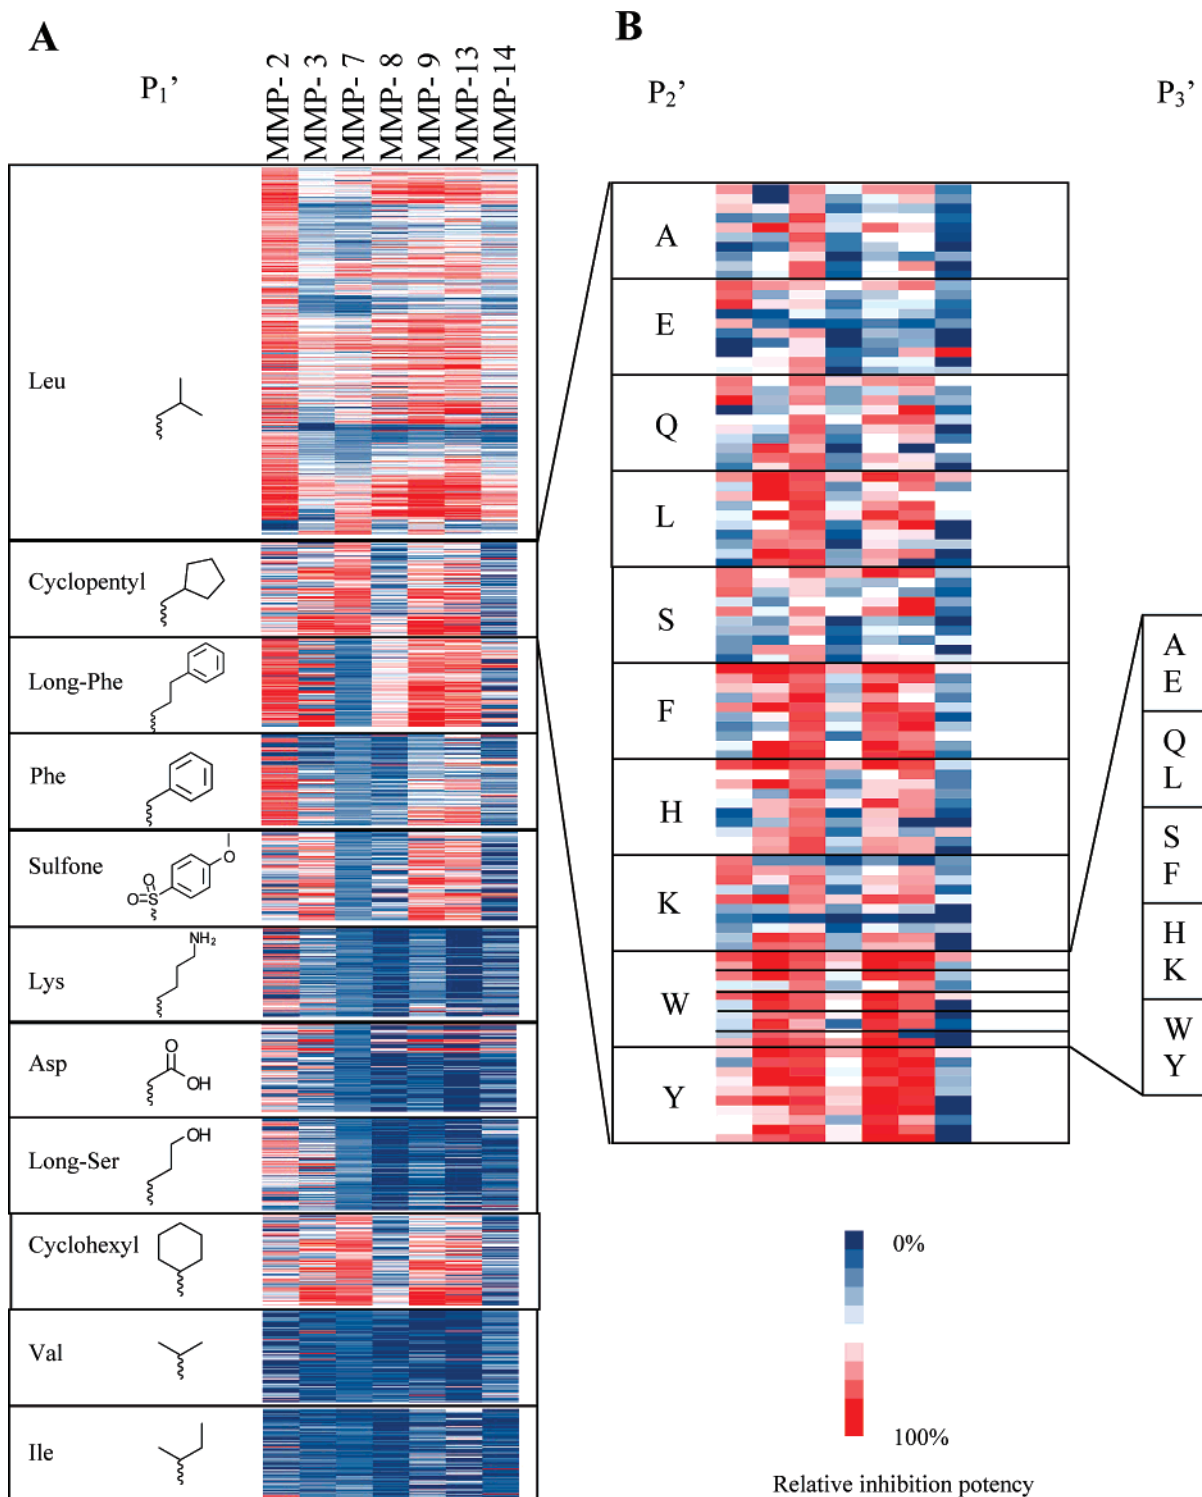 A
B
P1’
MMP- 2
MMP- 3
MMP- 7
MMP- 8
MMP- 9
MMP-13
MMP-14
P2’
P3’
Leu
Cyclopentyl
Long-Phe
Phe
Sulfone
O
O=S
O
Lys
NH2
Asp
O
OH
Long-Ser
OH
Cyclohexyl
Val
Ile
A
E
Q
L
S
F
H
K
W
Y
A
E
Q
L
S
F
H
K
W
Y
0%
100%
Relative inhibition potency